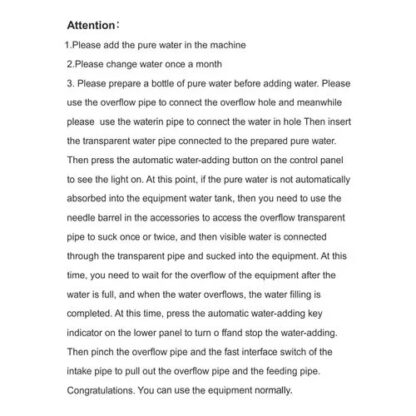 Attention：
1.Please add the pure water in the machine
2.Please change water once a month
3. Please prepare a bottle of pure water before adding water. Please
use the overflow pipe to connect the overflow hole and meanwhile
please  use the waterin pipe to connect the water in hole Then insert
the transparent water pipe connected to the prepared pure water.
Then press the automatic water-adding button on the control panel
to see the light on. At this point, if the pure water is not automatically
absorbed into the equipment water tank, then you need to use the
needle barrel in the accessories to access the overflow transparent
pipe to suck once or twice, and then visible water is connected
through the transparent pipe and sucked into the equipment. At this
time, you need to wait for the overflow of the equipment after the
water is full, and when the water overflows, the water filling is
completed. At this time, press the automatic water-adding key
indicator on the lower panel to turn o ffand stop the water-adding.
Then pinch the overflow pipe and the fast interface switch of the
intake pipe to pull out the overflow pipe and the feeding pipe.
Congratulations. You can use the equipment normally.